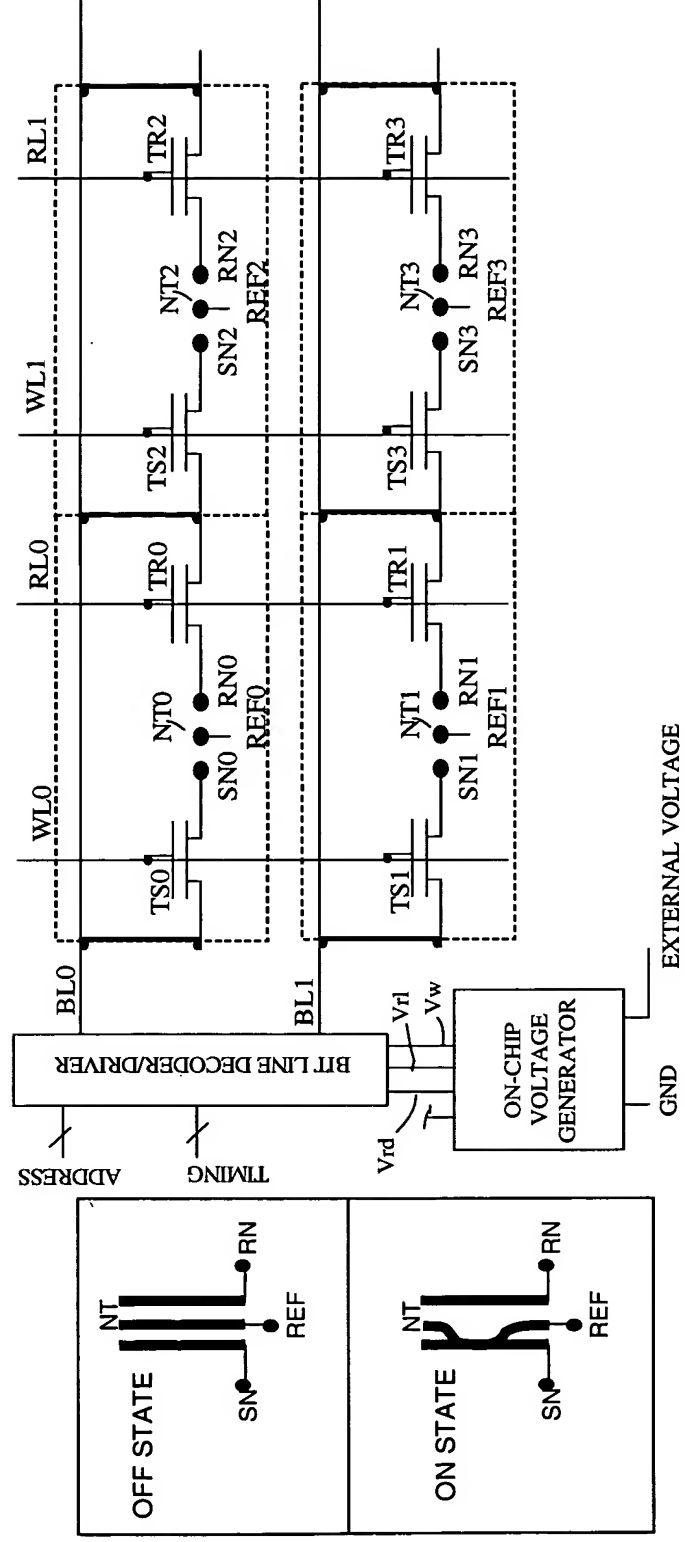 RL1
WL1
RL0
WL0
BL0
TR2
NT2
RN2
REF2
SN2
TS2
TR0
NT0
RN0
REF0
SN0
TS0
BL1
TR3
NT3
RN3
REF3
SN3
TS3
TR1
NT1
RN1
REF1
SN1
TS1
ADDRESS
TIMING
BIT LINE DECODER/DRIVER
Vrd
Vrl
Vw
ON-CHIP
VOLTAGE
GENERATOR
GND
EXTERNAL VOLTAGE
OFF STATE
NT
SN
REF
RN
ON STATE
NT
SN
REF
RN